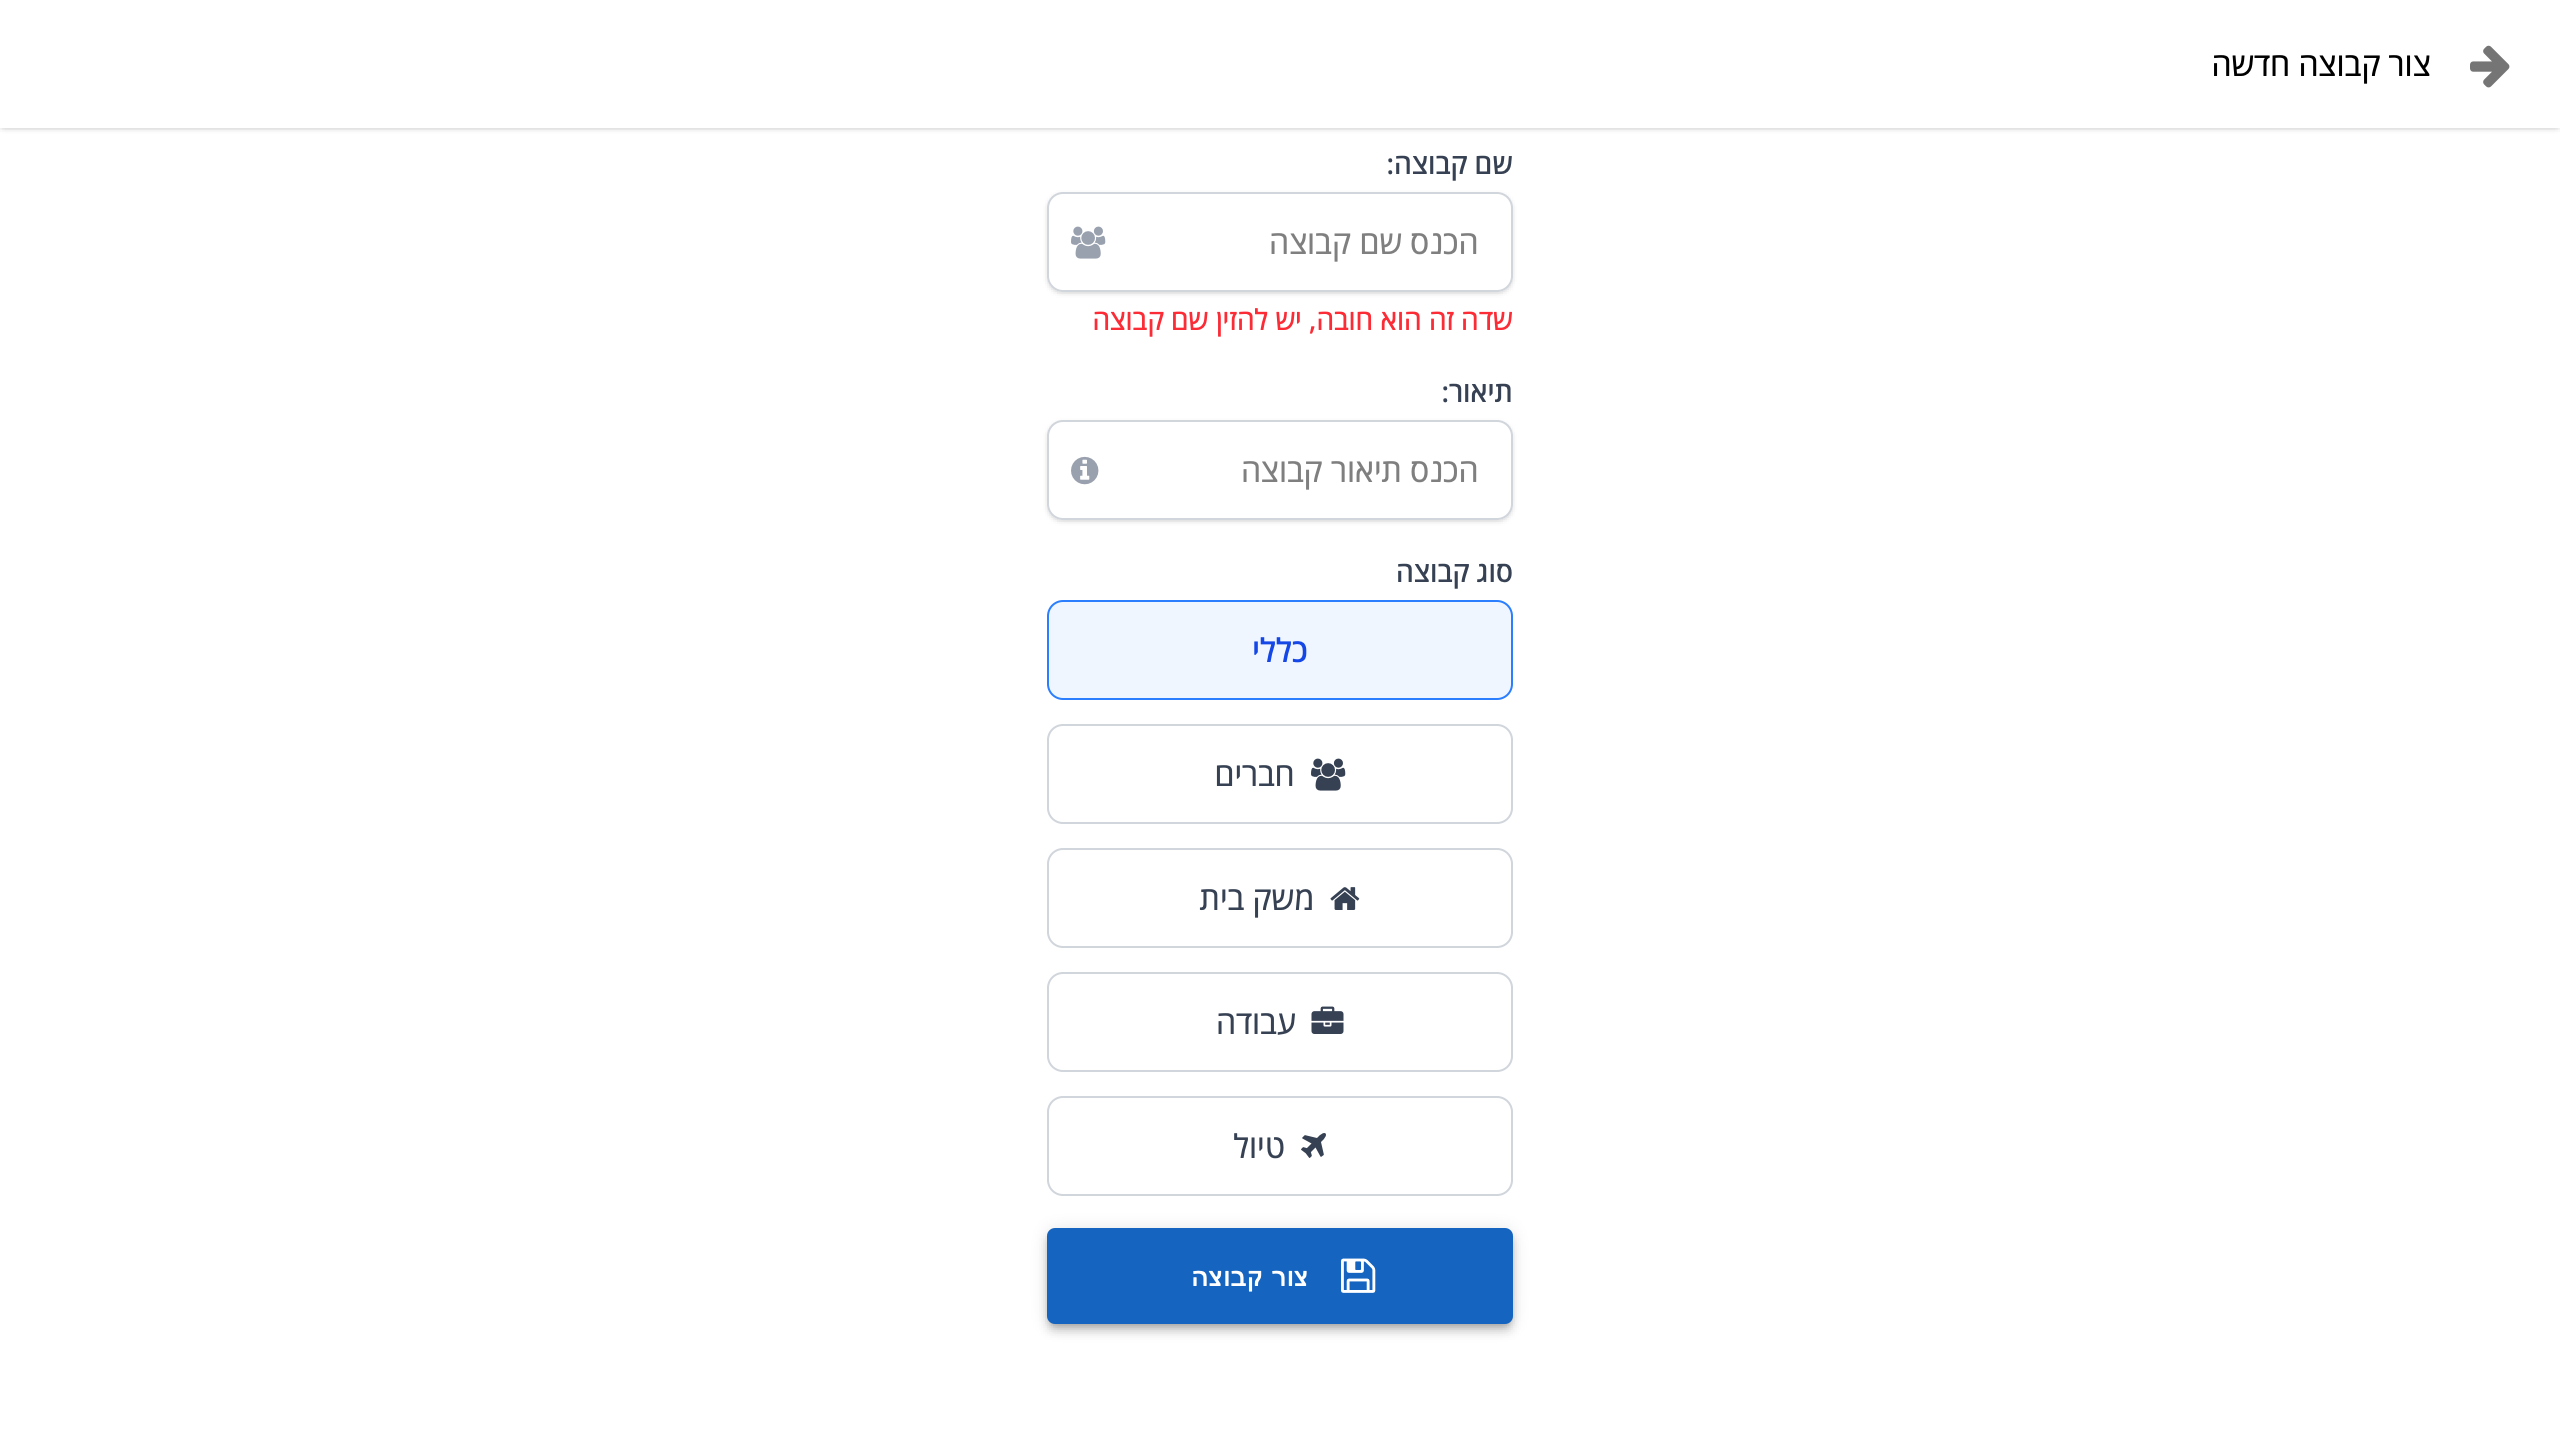 צור קבוצה חדשה
שם קבוצה:
הכנס שם קבוצה
שדה זה הוא חובה, יש להזין שם קבוצה
תיאור:
הכנס תיאור קבוצה
סוג קבוצה
כללי
חברים
משק בית
עבודה
טיול
צור קבוצה